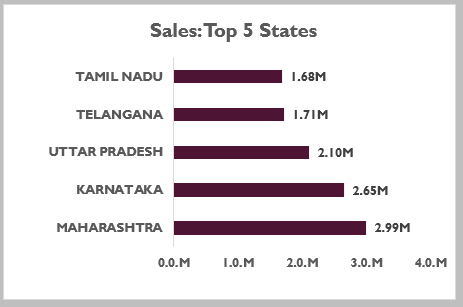 Sales:Top 5 States
TAMIL NADU 1.68M
TELANGANA 1.71M
UTTAR PRADESH 2.10M
KARNATAKA 2.65M
MAHARASHTRA 2.99M
0.0.M 1.0.M 2.0.M 3.0.M 4.0.M